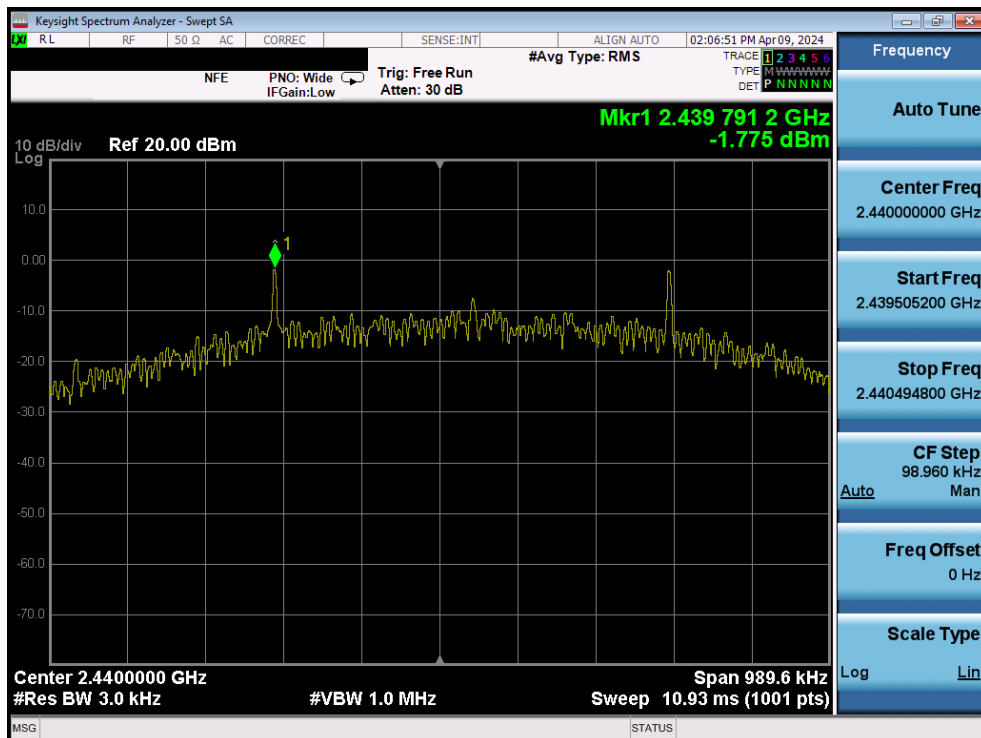 Keysight Spectrum Analyzer - Swept SA
LXI RL RF 50 Ω AC CORREC SENSE:INT ALIGN AUTO 02:06:51 PM Apr 09, 2024
#Avg Type: RMS TRACE 1 2 3 4 5 6
NFE PNO: Wide Trig: Free Run TYPE M W W W W W
IFGain:Low Atten: 30 dB DET P N N N N N
Mkr1 2.439 791 2 GHz
10 dB/div Ref 20.00 dBm -1.775 dBm
Log
10.0
1
0.00
-10.0
-20.0
-30.0
-40.0
-50.0
-60.0
-70.0
Center 2.4400000 GHz Span 989.6 kHz
#Res BW 3.0 kHz #VBW 1.0 MHz Sweep 10.93 ms (1001 pts)
MSG STATUS
Frequency
Auto Tune
Center Freq
2.440000000 GHz
Start Freq
2.439505200 GHz
Stop Freq
2.440494800 GHz
CF Step
98.960 kHz
Auto Man
Freq Offset
0 Hz
Scale Type
Log Lin